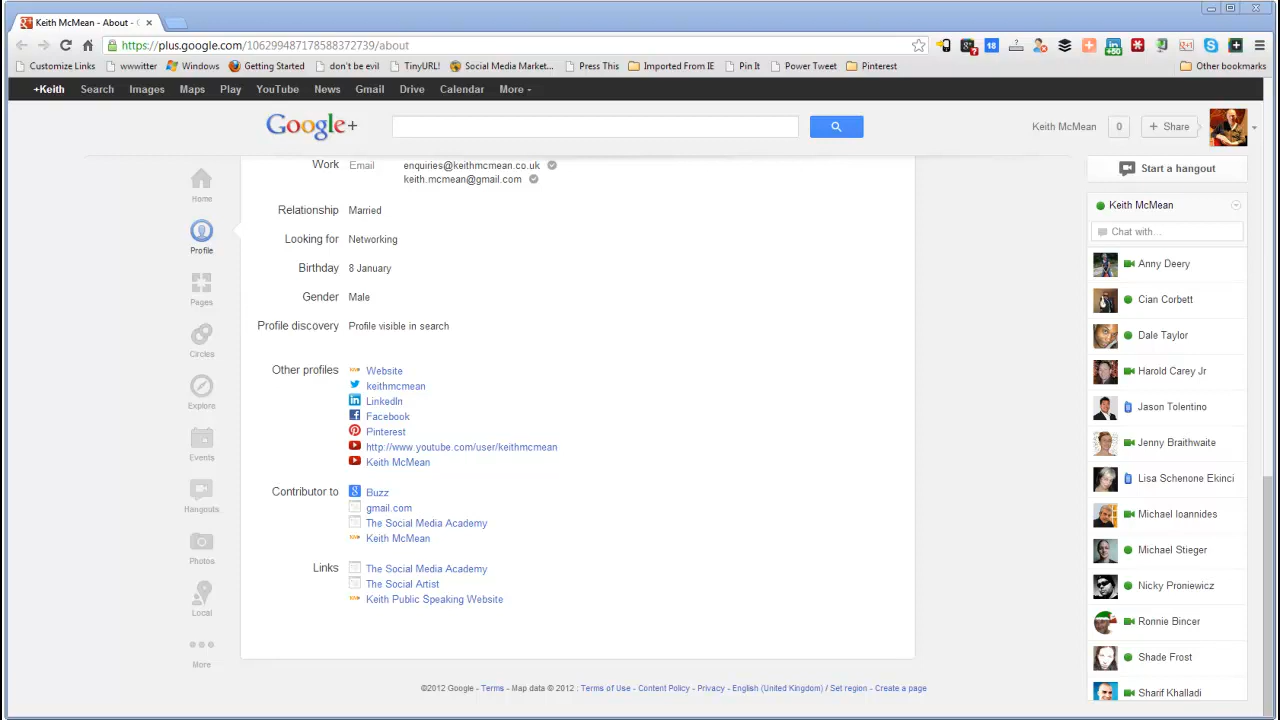 Keith McMean - About -
https://plus.google.com/106299487178588372739/about
Customize Links wwwitter Windows Getting Started don't be evil TinyURL! Social Media Market... Press This Imported From IE Pin It Power Tweet Pinterest Other bookmarks
+Keith Search Images Maps Play YouTube News Gmail Drive Calendar More
Google+
Keith McMean 0 + Share
Home
Profile
Pages
Circles
Explore
Events
Hangouts
Photos
Local
More
Work Email enquiries@keithmcmean.co.uk
keith.mcmean@gmail.com
Relationship Married
Looking for Networking
Birthday 8 January
Gender Male
Profile discovery Profile visible in search
Other profiles Website
keithmcmean
LinkedIn
Facebook
Pinterest
http://www.youtube.com/user/keithmcmean
Keith McMean
Contributor to Buzz
gmail.com
The Social Media Academy
Keith McMean
Links The Social Media Academy
The Social Artist
Keith Public Speaking Website
Start a hangout
Keith McMean
Chat with...
Anny Deery
Cian Corbett
Dale Taylor
Harold Carey Jr
Jason Tolentino
Jenny Braithwaite
Lisa Schenone Ekinci
Michael Ioannides
Michael Stieger
Nicky Proniewicz
Ronnie Bincer
Shade Frost
Sharif Khalladi
©2012 Google - Terms - Map data © 2012 : Terms of Use - Content Policy - Privacy - English (United Kingdom) / Set region - Create a page